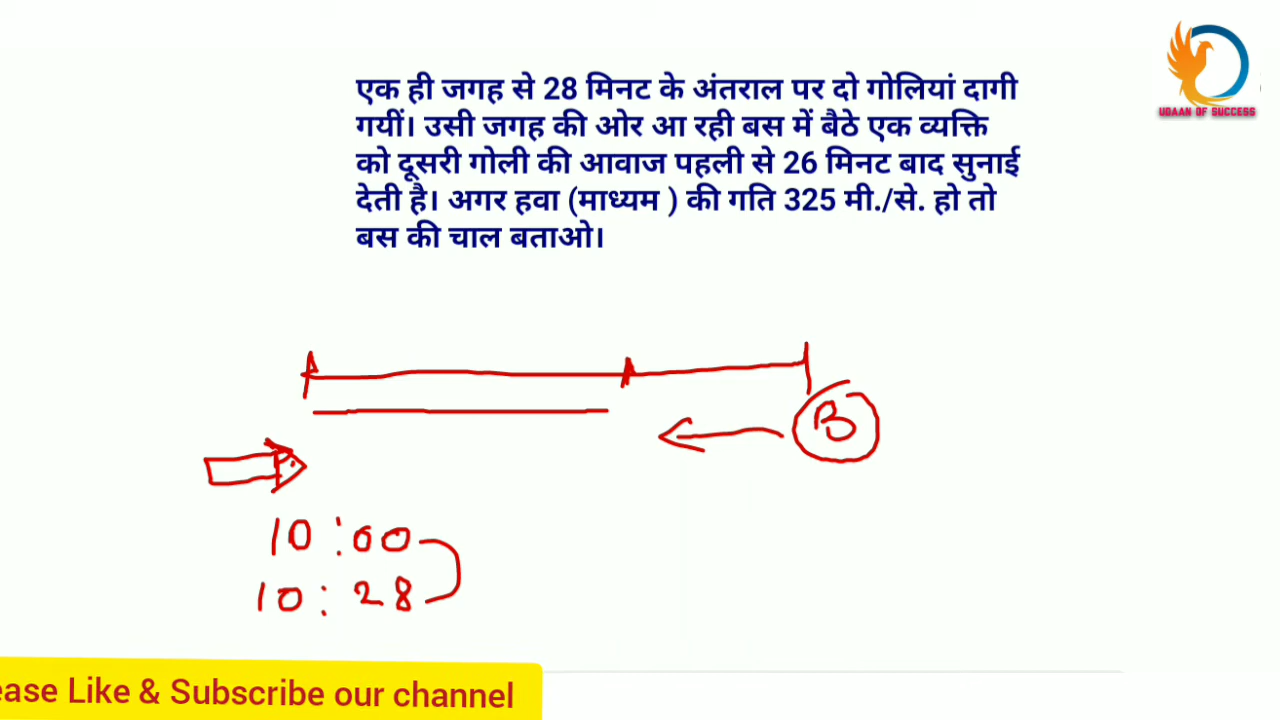 UDAAN OF SUCCESS
एक ही जगह से 28 मिनट के अंतराल पर दो गोलियां दागी
गयीं। उसी जगह की ओर आ रही बस में बैठे एक व्यक्ति
को दूसरी गोली की आवाज पहली से 26 मिनट बाद सुनाई
देती है। अगर हवा (माध्यम ) की गति 325 मी./से. हो तो
बस की चाल बताओ।
B
10:00
10:28
ease Like & Subscribe our channel